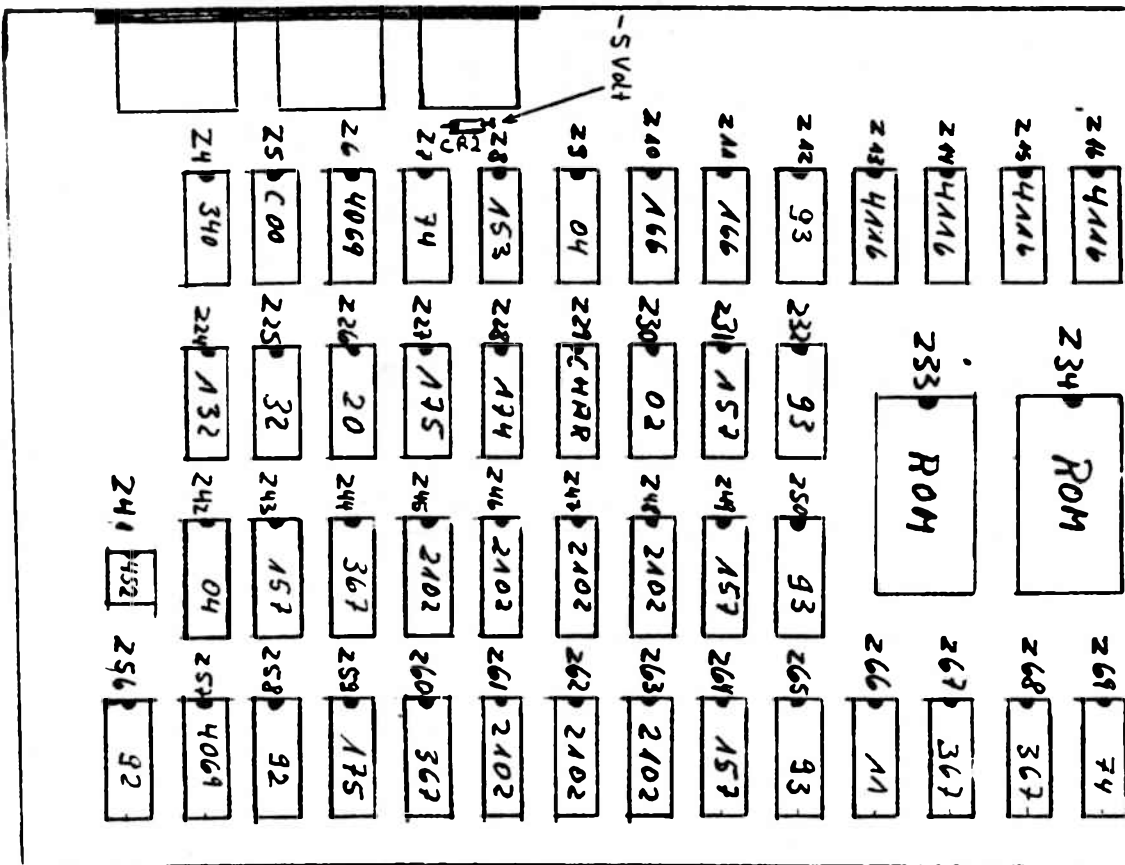 -5 Volt
CR2
Z4 340
Z5 C00
Z6 4069
Z7 74
Z8 153
Z9 04
Z10 166
Z11 166
Z12 93
Z13 4116
Z14 4116
Z15 4116
Z16 4116
Z24 132
Z25 32
Z26 20
Z27 175
Z28 174
Z29 CHAR
Z30 02
Z31 157
Z32 93
Z33 ROM
Z34 ROM
Z41 452
Z42 04
Z43 157
Z44 367
Z45 2102
Z46 2102
Z47 2102
Z48 2102
Z49 157
Z50 93
Z56 92
Z57 4069
Z58 92
Z59 175
Z60 367
Z61 2102
Z62 2102
Z63 2102
Z64 157
Z65 93
Z66 11
Z67 367
Z68 367
Z69 74